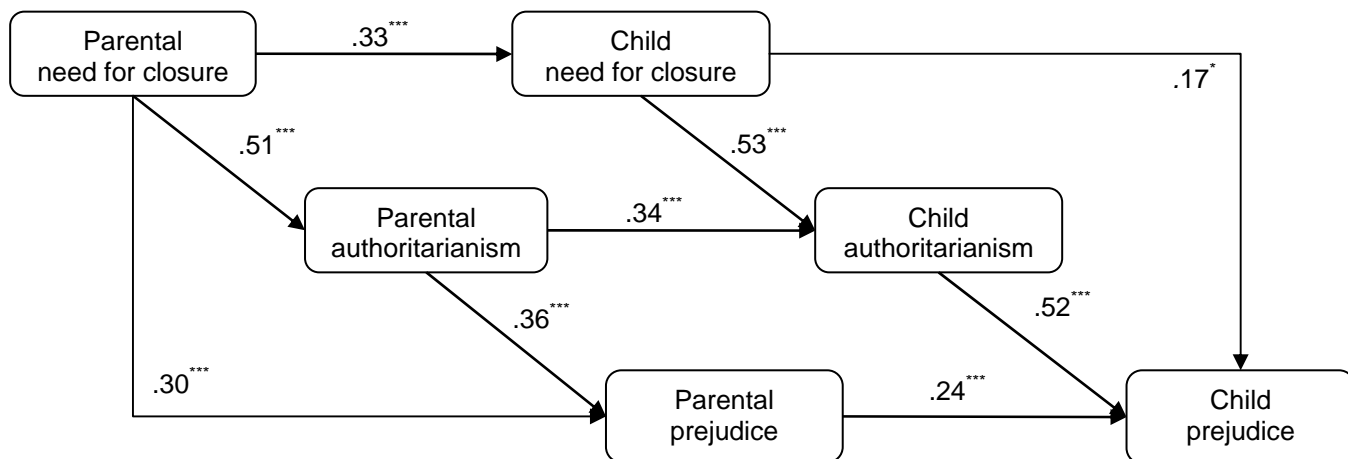 Parental
need for closure
.33***
Child
need for closure
.17*
.51***
.53***
Parental
authoritarianism
.34***
Child
authoritarianism
.36***
.52***
.30***
Parental
prejudice
.24***
Child
prejudice